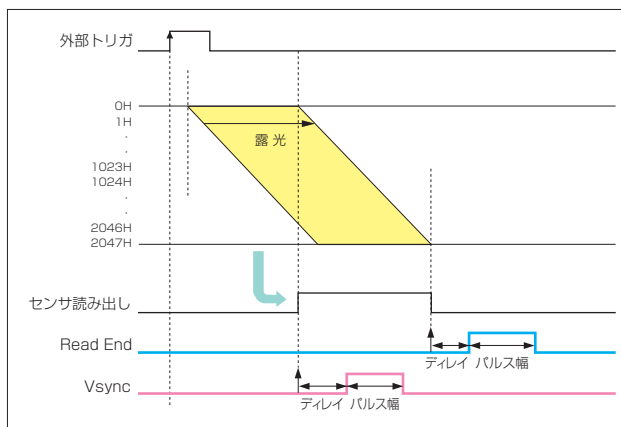 外部トリガ
0H
1H
.
.
1023H
1024H
.
.
2046H
2047H
露 光
センサ読み出し
Read End
ディレイ パルス幅
Vsync
ディレイ パルス幅